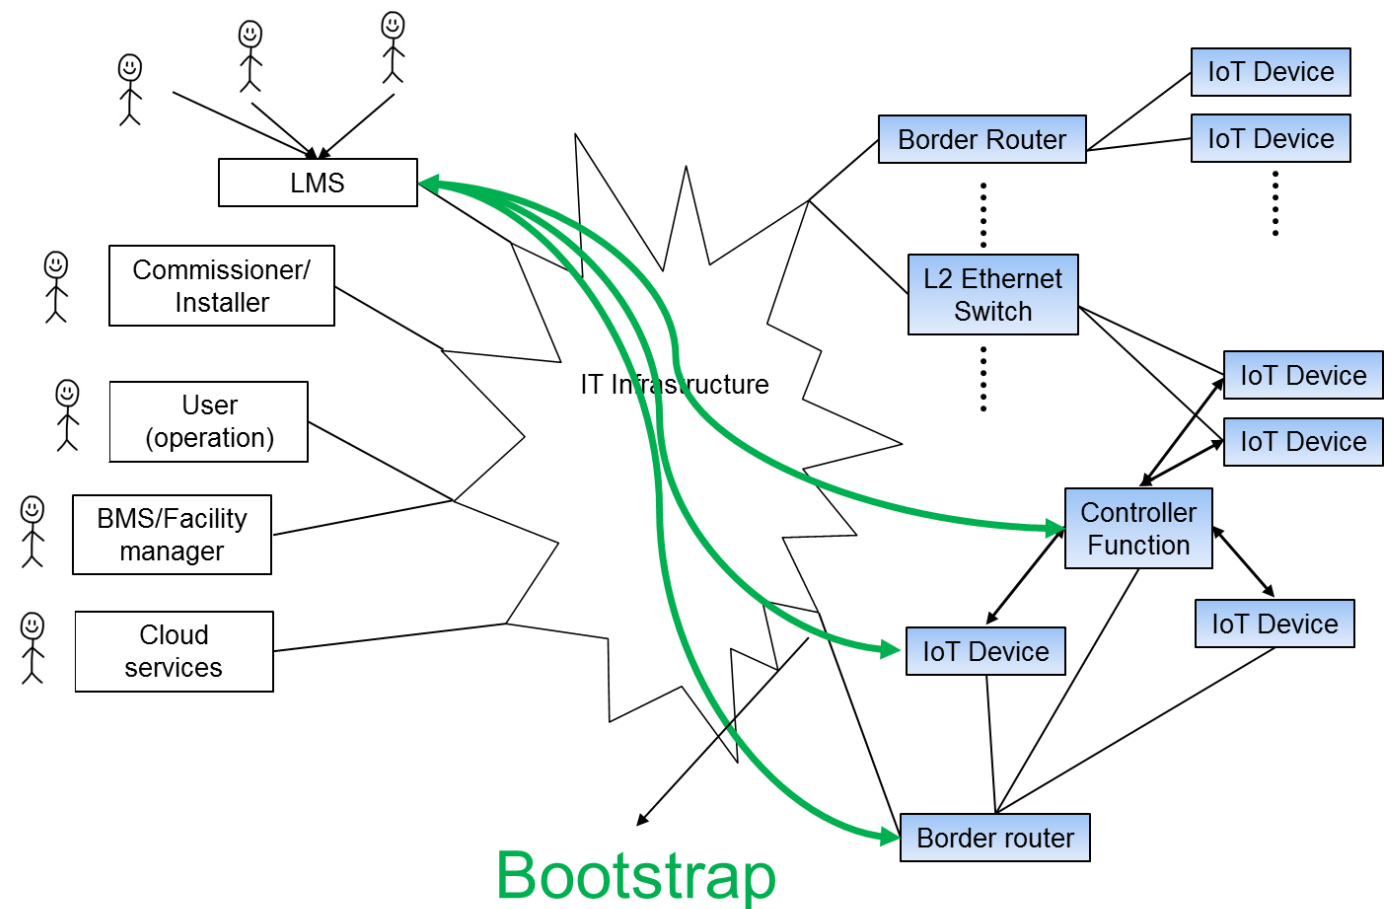 LMS
Commissioner/
Installer
User
(operation)
BMS/Facility
manager
Cloud
services
IT Infrastructure
Border Router
IoT Device
IoT Device
L2 Ethernet
Switch
IoT Device
IoT Device
Controller
Function
IoT Device
IoT Device
Border router
Bootstrap